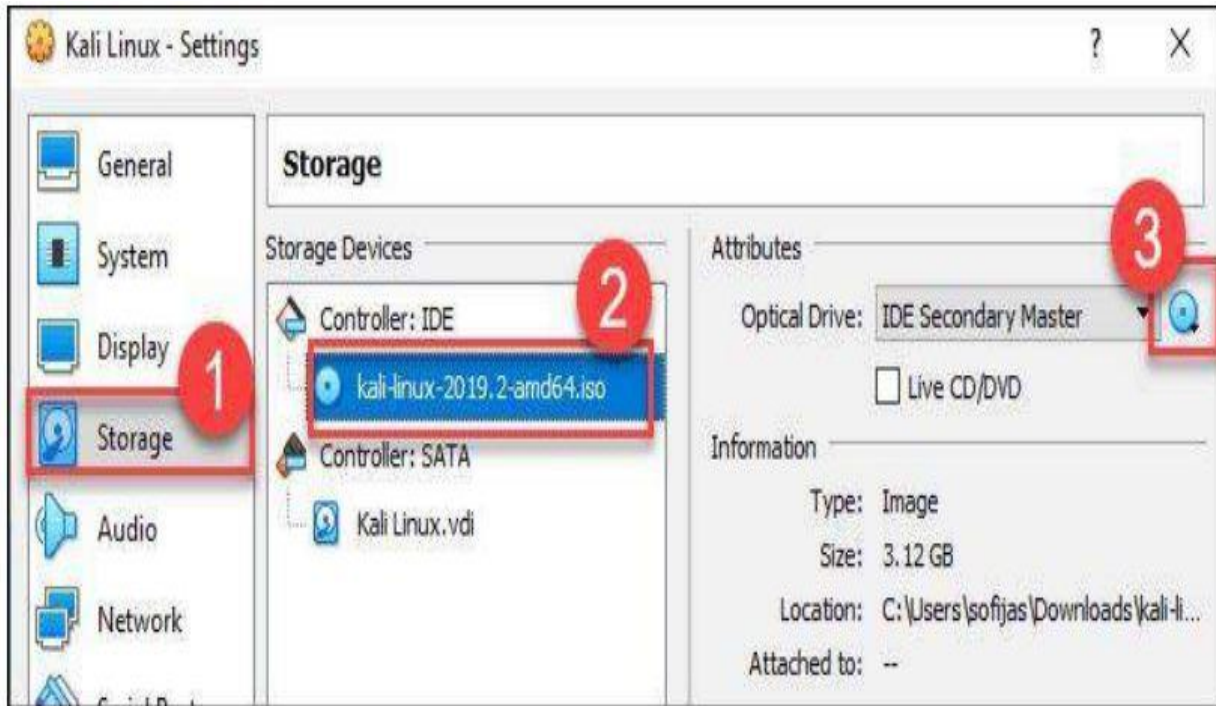 Kali Linux - Settings
? X
General
System
Display
Storage
Audio
Network
Storage
Storage Devices
Controller: IDE
kali-linux-2019.2-amd64.iso
Controller: SATA
Kali Linux.vdi
Attributes
Optical Drive: IDE Secondary Master
Live CD/DVD
Information
Type: Image
Size: 3.12 GB
Location: C:\Users\sofijas\Downloads\kali-li...
Attached to: --
1
2
3